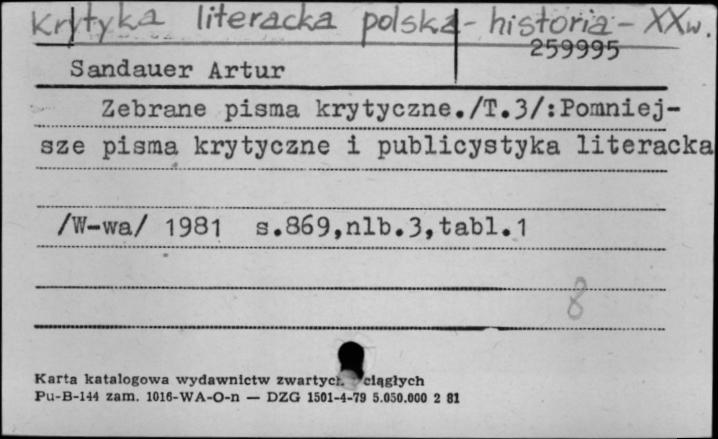 Krytyka literacka polska - historia - XX w.
259995
Sandauer Artur
Zebrane pisma krytyczne./T.3/:Pomniej-
sze pisma krytyczne i publicystyka literacka
/W-wa/ 1981 s.869,nlb.3,tabl.1
8
Karta katalogowa wydawnictw zwartych ciągłych
Pu-B-144 zam. 1016-WA-O-n — DZG 1501-4-79 5.050.000 2 81